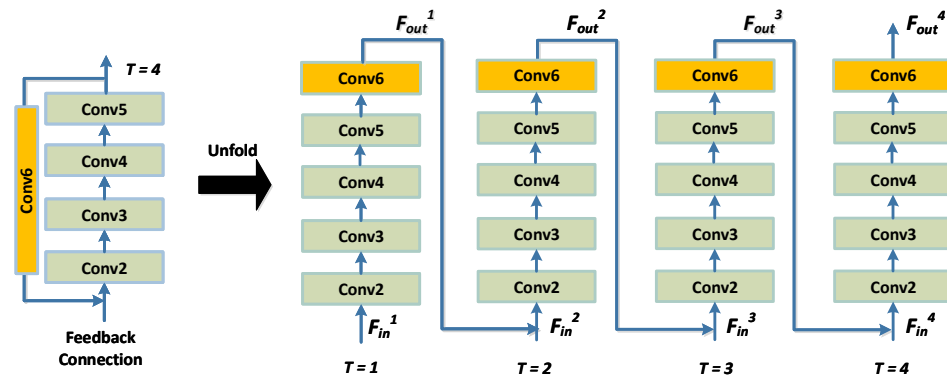 T = 4
Conv5
Conv4
Conv3
Conv2
Conv6
Feedback
Connection
Unfold
F_out^1
Conv6
Conv5
Conv4
Conv3
Conv2
F_in^1
T = 1
F_out^2
Conv6
Conv5
Conv4
Conv3
Conv2
F_in^2
T = 2
F_out^3
Conv6
Conv5
Conv4
Conv3
Conv2
F_in^3
T = 3
F_out^4
Conv6
Conv5
Conv4
Conv3
Conv2
F_in^4
T = 4